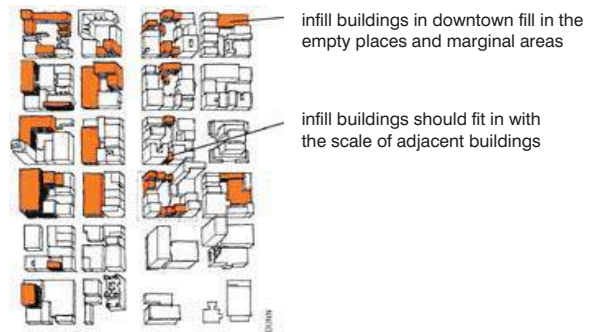 infill buildings in downtown fill in the
empty places and marginal areas
infill buildings should fit in with
the scale of adjacent buildings